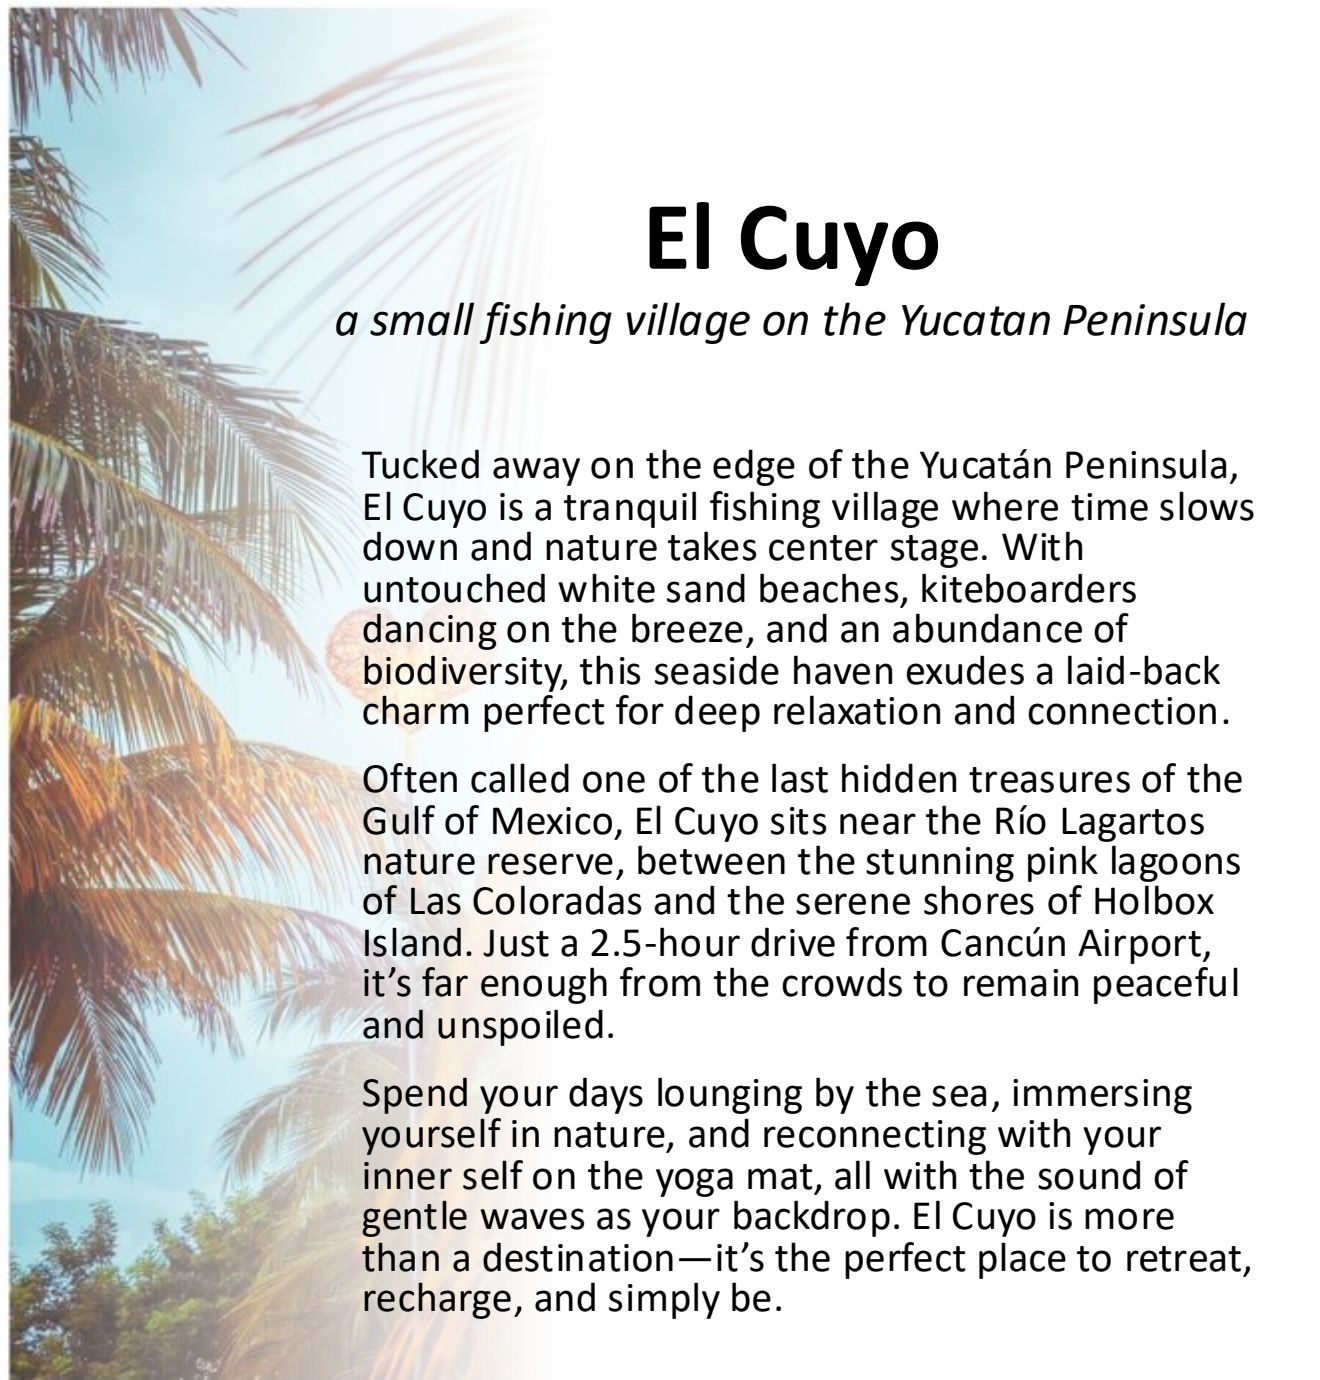 El Cuyo
a small fishing village on the Yucatan Peninsula
Tucked away on the edge of the Yucatán Peninsula,
El Cuyo is a tranquil fishing village where time slows
down and nature takes center stage. With
untouched white sand beaches, kiteboarders
dancing on the breeze, and an abundance of
biodiversity, this seaside haven exudes a laid-back
charm perfect for deep relaxation and connection.
Often called one of the last hidden treasures of the
Gulf of Mexico, El Cuyo sits near the Río Lagartos
nature reserve, between the stunning pink lagoons
of Las Coloradas and the serene shores of Holbox
Island. Just a 2.5-hour drive from Cancún Airport,
it’s far enough from the crowds to remain peaceful
and unspoiled.
Spend your days lounging by the sea, immersing
yourself in nature, and reconnecting with your
inner self on the yoga mat, all with the sound of
gentle waves as your backdrop. El Cuyo is more
than a destination—it’s the perfect place to retreat,
recharge, and simply be.